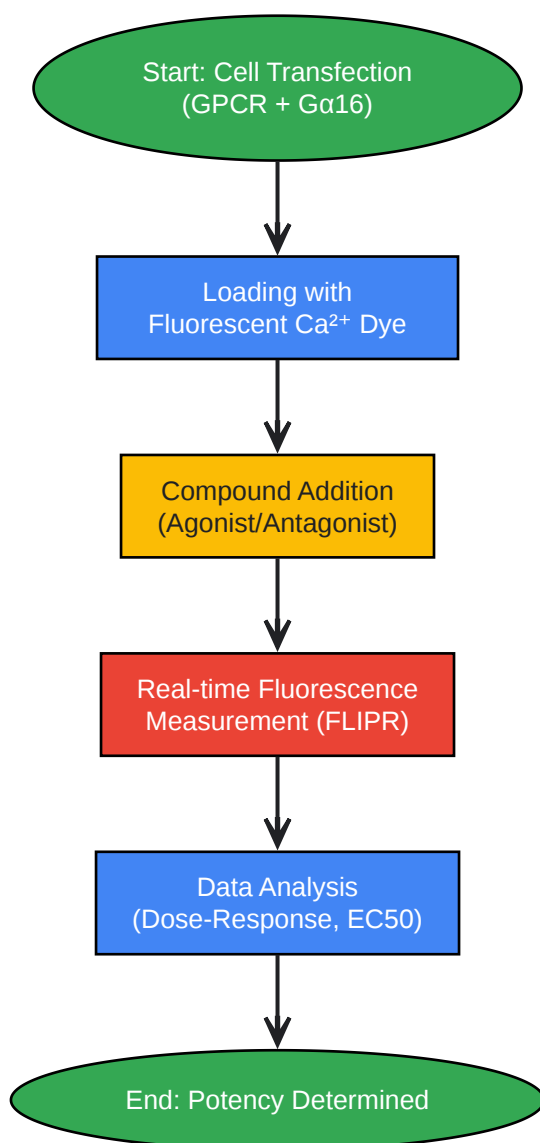 Start: Cell Transfection
(GPCR + Gα16)
Loading with
Fluorescent Ca²⁺ Dye
Compound Addition
(Agonist/Antagonist)
Real-time Fluorescence
Measurement (FLIPR)
Data Analysis
(Dose-Response, EC50)
End: Potency Determined